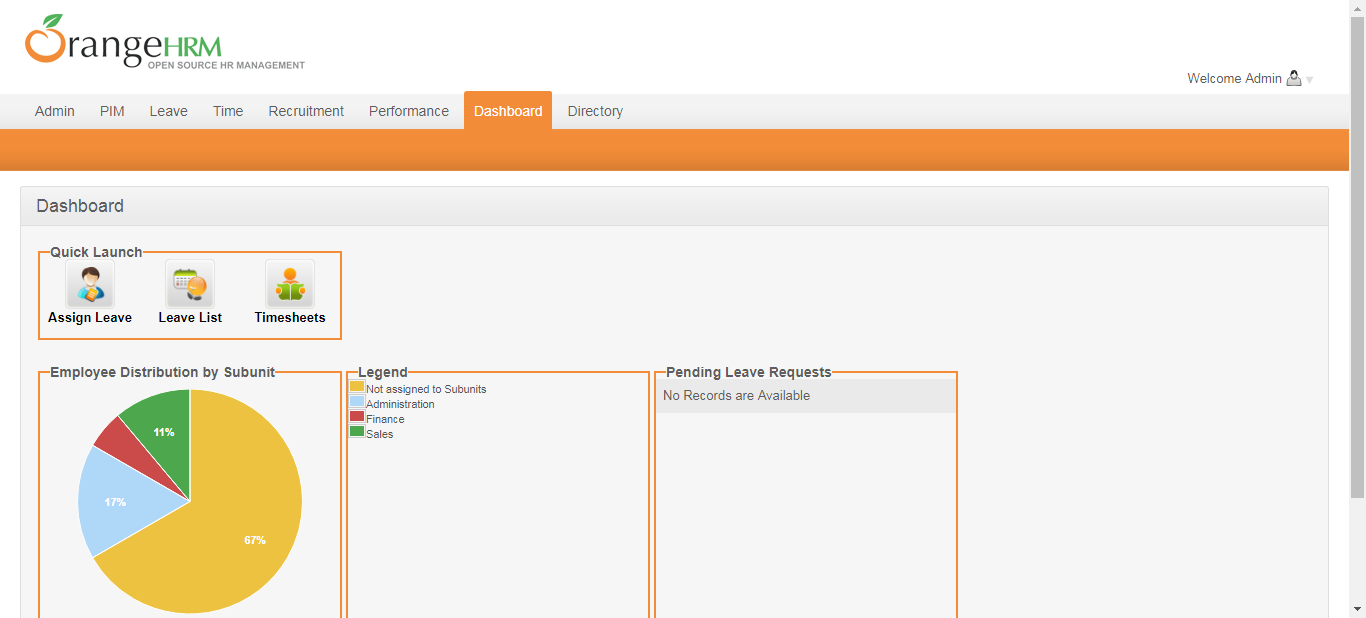 OrangeHRM
OPEN SOURCE HR MANAGEMENT
Welcome Admin
Admin PIM Leave Time Recruitment Performance Dashboard Directory
Dashboard
Quick Launch
Assign Leave Leave List Timesheets
Employee Distribution by Subunit
11%
17%
67%
Legend
Not assigned to Subunits
Administration
Finance
Sales
Pending Leave Requests
No Records are Available